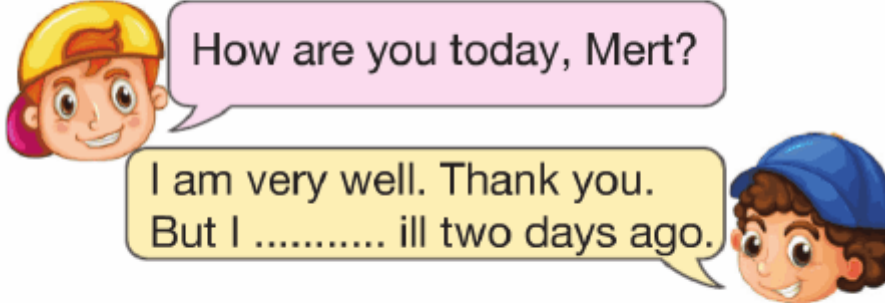 How are you today, Mert?
I am very well. Thank you.
But I ........... ill two days ago.